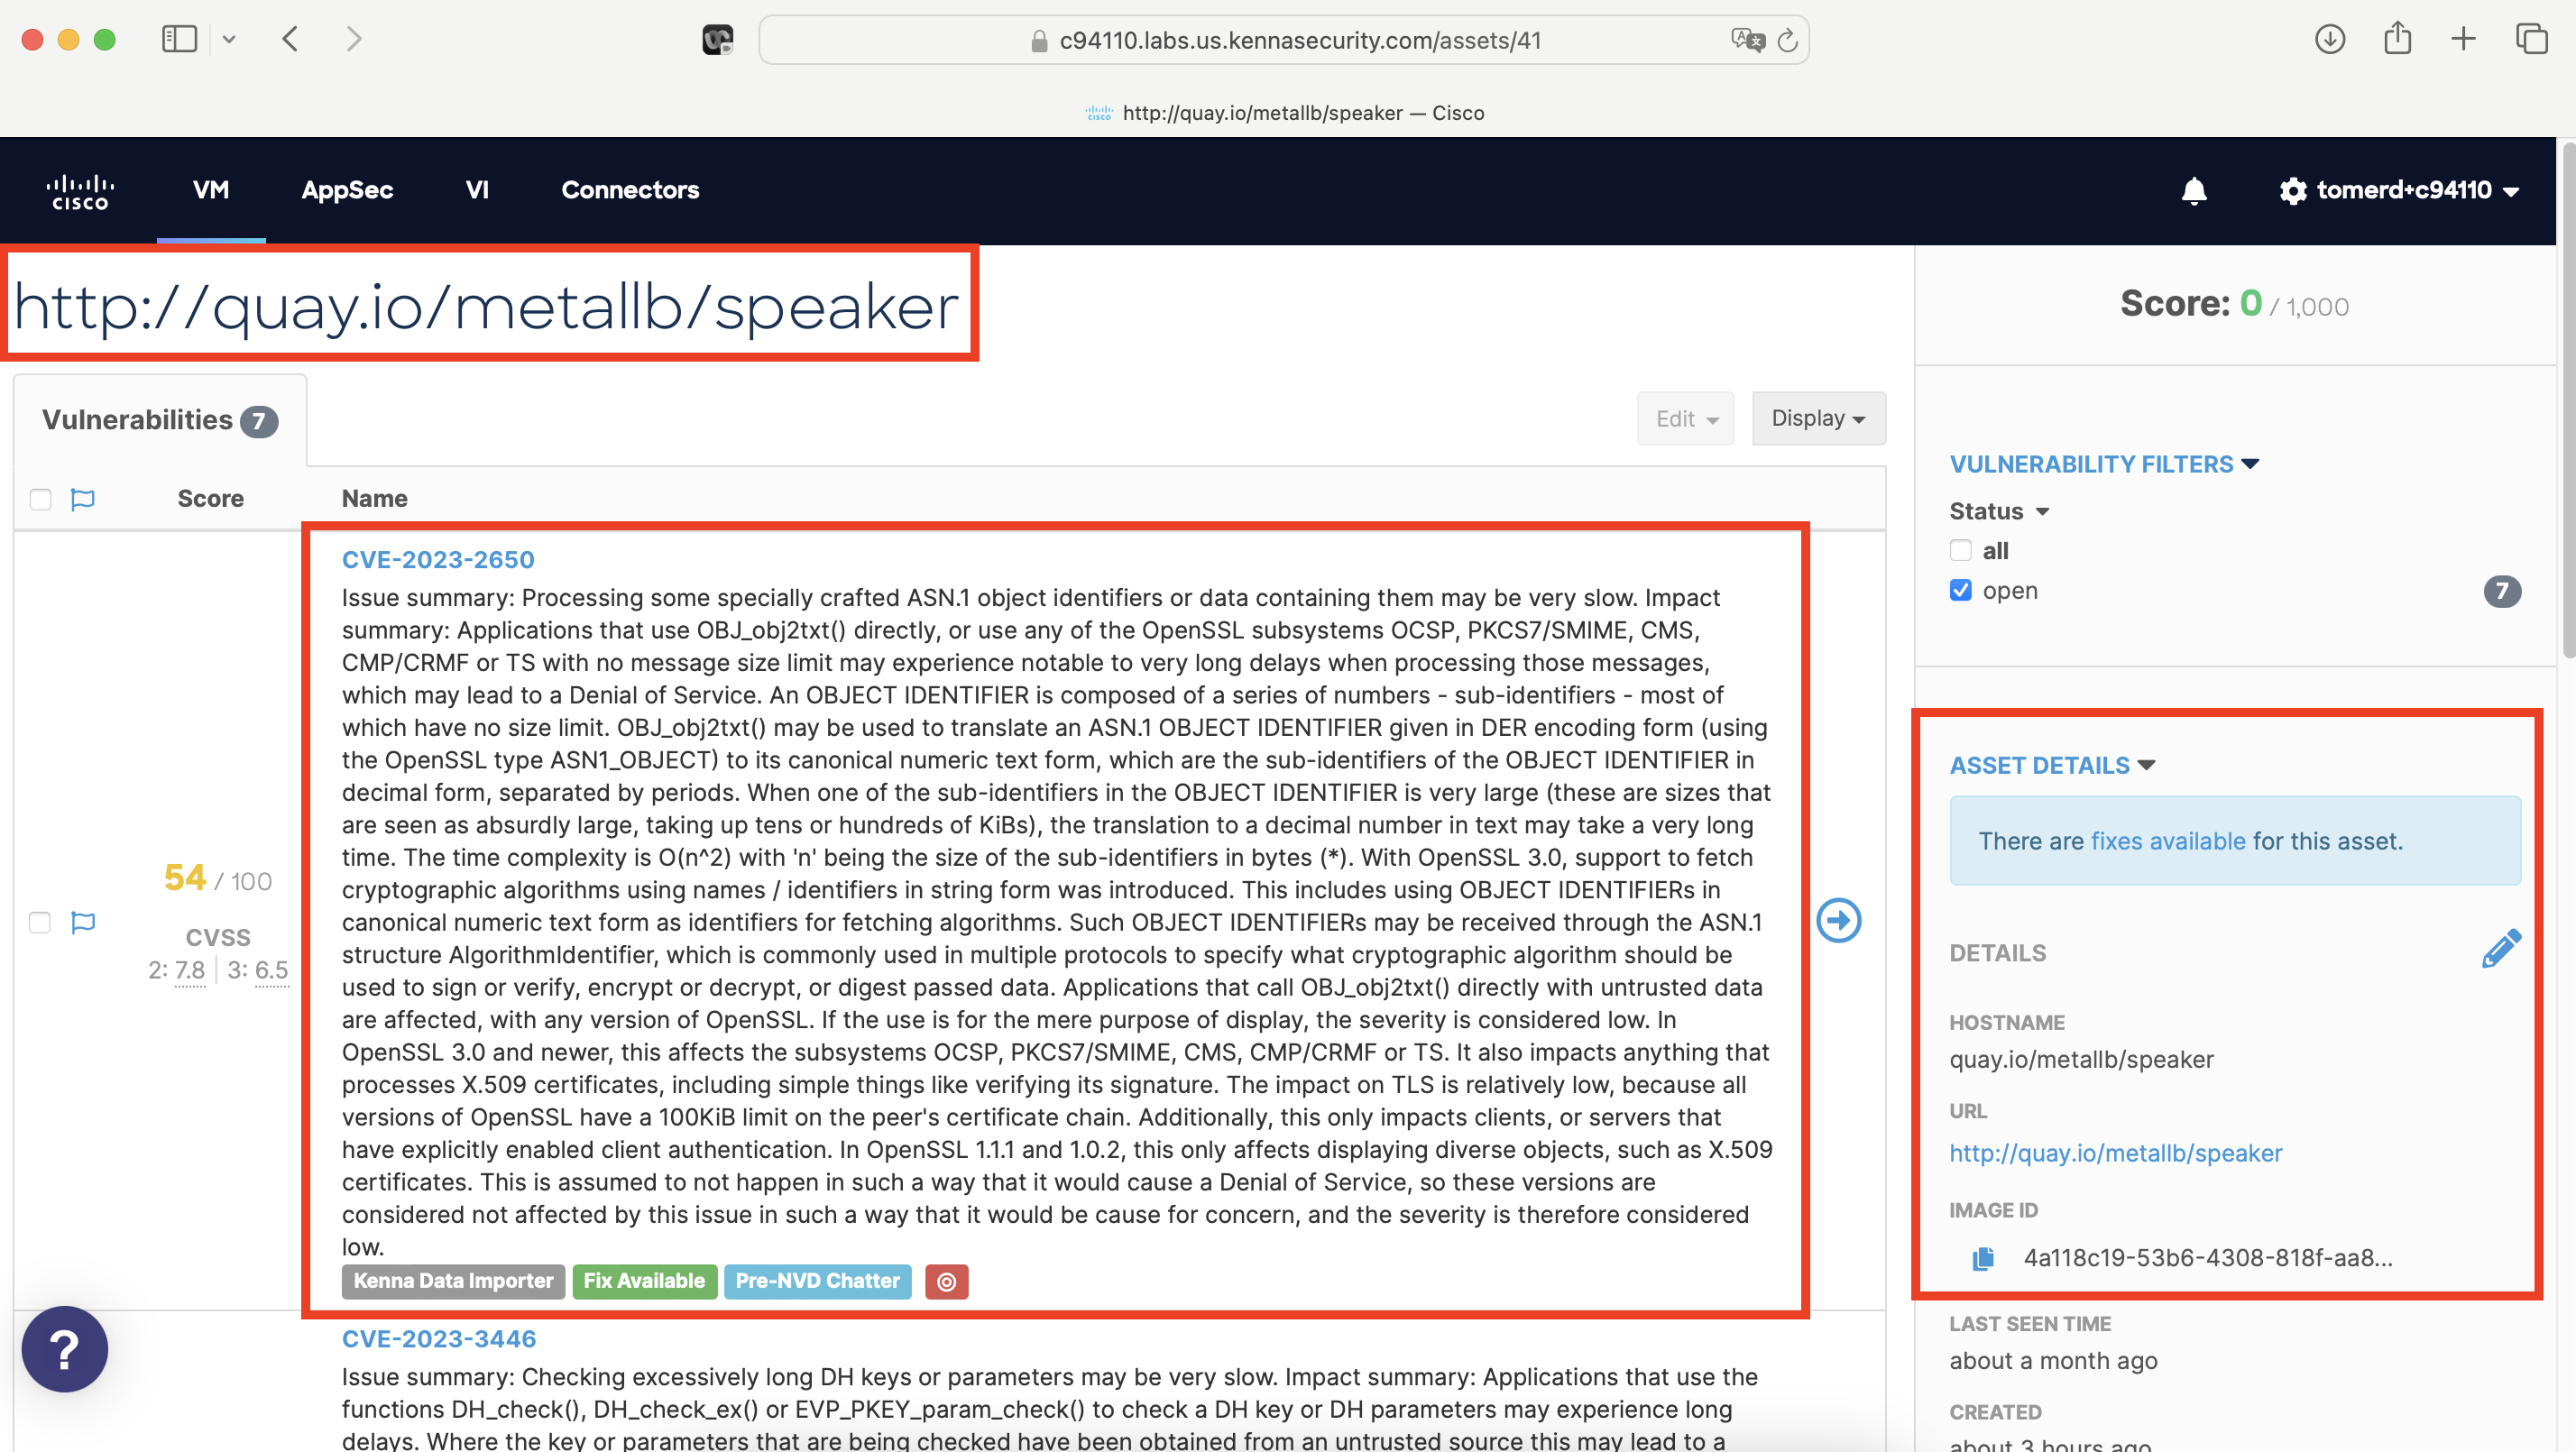 c94110.labs.us.kennasecurity.com/assets/41
http://quay.io/metallb/speaker — Cisco
CISCO
VM
AppSec
VI
Connectors
tomerd+c94110
http://quay.io/metallb/speaker
Score: 0 / 1,000
Vulnerabilities 7
Edit
Display
Score
Name
54 / 100
CVSS
2: 7.8 | 3: 6.5
CVE-2023-2650
Issue summary: Processing some specially crafted ASN.1 object identifiers or data containing them may be very slow. Impact
summary: Applications that use OBJ_obj2txt() directly, or use any of the OpenSSL subsystems OCSP, PKCS7/SMIME, CMS,
CMP/CRMF or TS with no message size limit may experience notable to very long delays when processing those messages,
which may lead to a Denial of Service. An OBJECT IDENTIFIER is composed of a series of numbers - sub-identifiers - most of
which have no size limit. OBJ_obj2txt() may be used to translate an ASN.1 OBJECT IDENTIFIER given in DER encoding form (using
the OpenSSL type ASN1_OBJECT) to its canonical numeric text form, which are the sub-identifiers of the OBJECT IDENTIFIER in
decimal form, separated by periods. When one of the sub-identifiers in the OBJECT IDENTIFIER is very large (these are sizes that
are seen as absurdly large, taking up tens or hundreds of KiBs), the translation to a decimal number in text may take a very long
time. The time complexity is O(n^2) with 'n' being the size of the sub-identifiers in bytes (*). With OpenSSL 3.0, support to fetch
cryptographic algorithms using names / identifiers in string form was introduced. This includes using OBJECT IDENTIFIERs in
canonical numeric text form as identifiers for fetching algorithms. Such OBJECT IDENTIFIERs may be received through the ASN.1
structure AlgorithmIdentifier, which is commonly used in multiple protocols to specify what cryptographic algorithm should be
used to sign or verify, encrypt or decrypt, or digest passed data. Applications that call OBJ_obj2txt() directly with untrusted data
are affected, with any version of OpenSSL. If the use is for the mere purpose of display, the severity is considered low. In
OpenSSL 3.0 and newer, this affects the subsystems OCSP, PKCS7/SMIME, CMS, CMP/CRMF or TS. It also impacts anything that
processes X.509 certificates, including simple things like verifying its signature. The impact on TLS is relatively low, because all
versions of OpenSSL have a 100KiB limit on the peer's certificate chain. Additionally, this only impacts clients, or servers that
have explicitly enabled client authentication. In OpenSSL 1.1.1 and 1.0.2, this only affects displaying diverse objects, such as X.509
certificates. This is assumed to not happen in such a way that it would cause a Denial of Service, so these versions are
considered not affected by this issue in such a way that it would be cause for concern, and the severity is therefore considered
low.
Kenna Data Importer
Fix Available
Pre-NVD Chatter
CVE-2023-3446
Issue summary: Checking excessively long DH keys or parameters may be very slow. Impact summary: Applications that use the
functions DH_check(), DH_check_ex() or EVP_PKEY_param_check() to check a DH key or DH parameters may experience long
delays. Where the key or parameters that are being checked have been obtained from an untrusted source this may lead to a
?
VULNERABILITY FILTERS
Status
all
open
7
ASSET DETAILS
There are fixes available for this asset.
DETAILS
HOSTNAME
quay.io/metallb/speaker
URL
http://quay.io/metallb/speaker
IMAGE ID
4a118c19-53b6-4308-818f-aa8...
LAST SEEN TIME
about a month ago
CREATED
about 3 hours ago